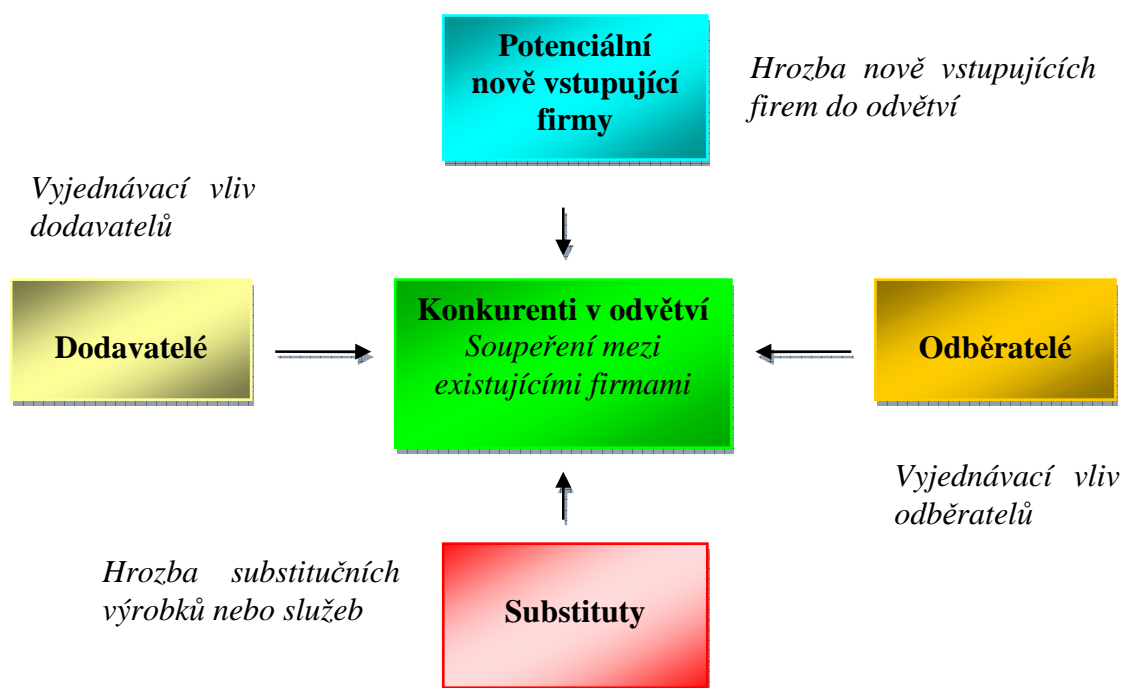 Potenciální
nově vstupující
firmy
Hrozba nově vstupujících
firem do odvětví
Vyjednávací vliv
dodavatelů
Dodavatelé
Konkurenti v odvětví
Soupeření mezi
existujícími firmami
Odběratelé
Vyjednávací vliv
odběratelů
Hrozba substitučních
výrobků nebo služeb
Substituty